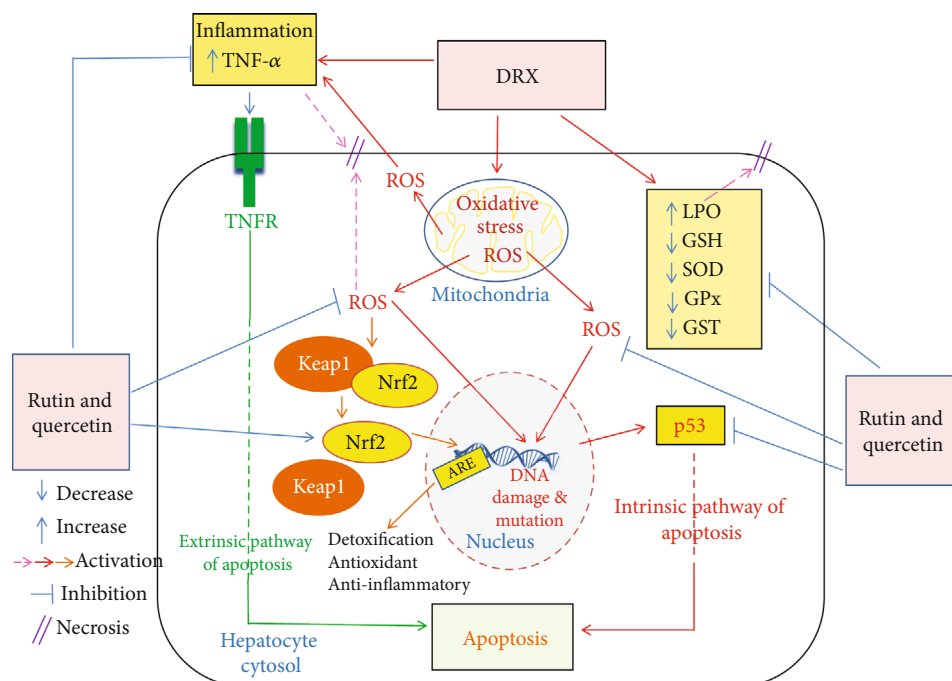 Inflammation
↑ TNF-α
DRX
TNFR
ROS
Oxidative
stress
ROS
Mitochondria
↑ LPO
↓ GSH
↓ SOD
↓ GPx
↓ GST
ROS
ROS
Keap1
Nrf2
Rutin and
quercetin
Nrf2
Keap1
ARE
DNA
damage &
mutation
Nucleus
p53
Rutin and
quercetin
Decrease
Increase
Activation
Inhibition
Necrosis
Extrinsic pathway
of apoptosis
Detoxification
Antioxidant
Anti-inflammatory
Intrinsic pathway of
apoptosis
Hepatocyte
cytosol
Apoptosis